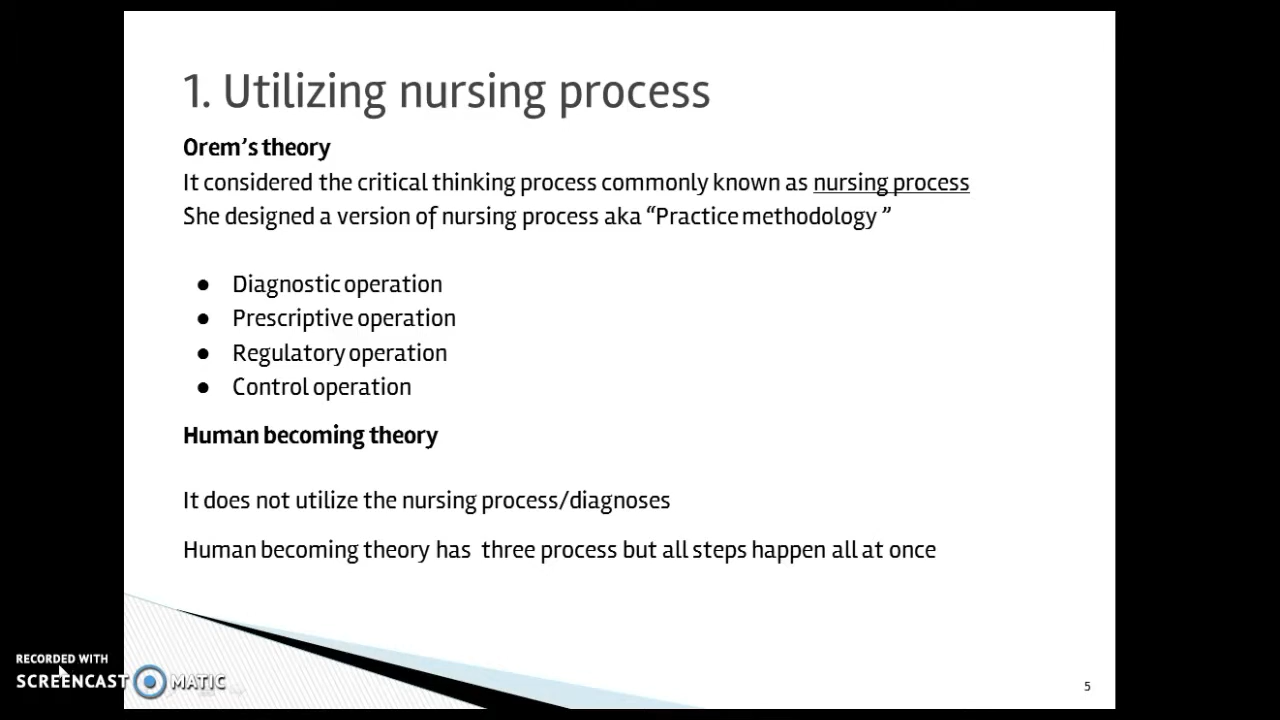 1. Utilizing nursing process
Orem’s theory
It considered the critical thinking process commonly known as nursing process
She designed a version of nursing process aka “Practice methodology ”
● Diagnostic operation
● Prescriptive operation
● Regulatory operation
● Control operation
Human becoming theory
It does not utilize the nursing process/diagnoses
Human becoming theory has three process but all steps happen all at once
RECORDED WITH
SCREENCAST MATIC
5